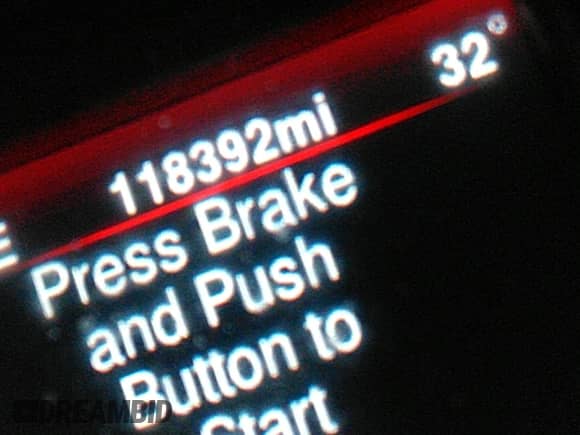 32°
118392mi
E
Press Brake
and Push
Button to
Start
DREAMBID